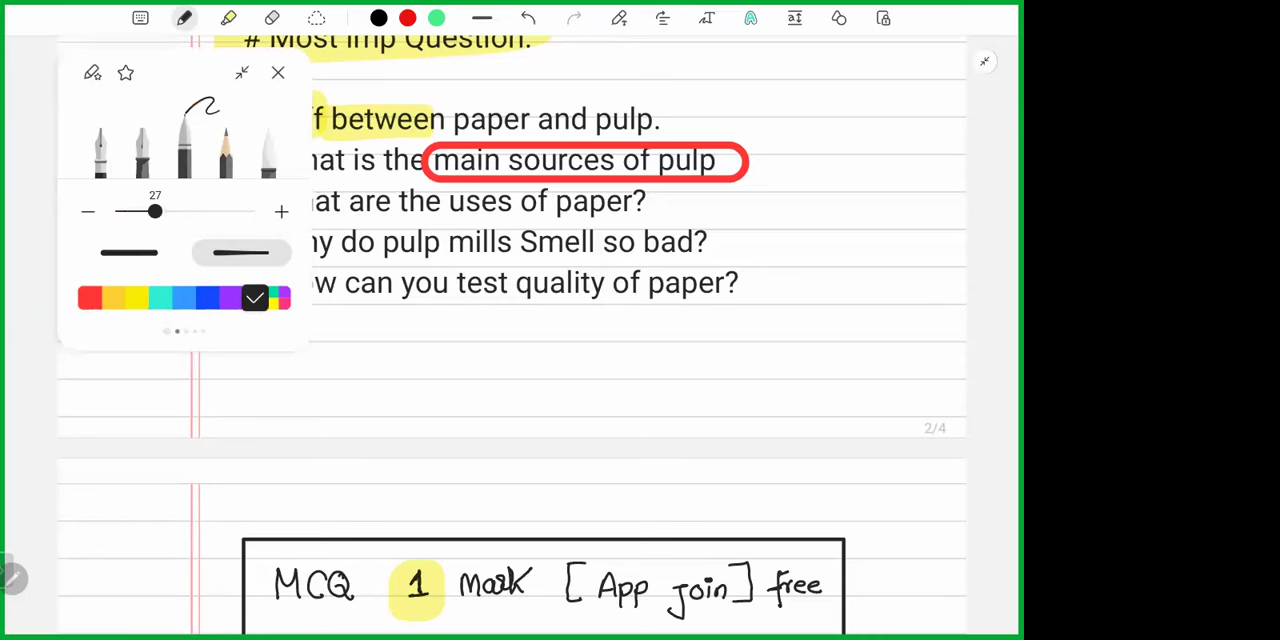 # Most Imp Question.
27
ff between paper and pulp.
hat is the main sources of pulp
hat are the uses of paper?
hy do pulp mills Smell so bad?
ow can you test quality of paper?
2/4
MCQ 1 Mark [App join] free